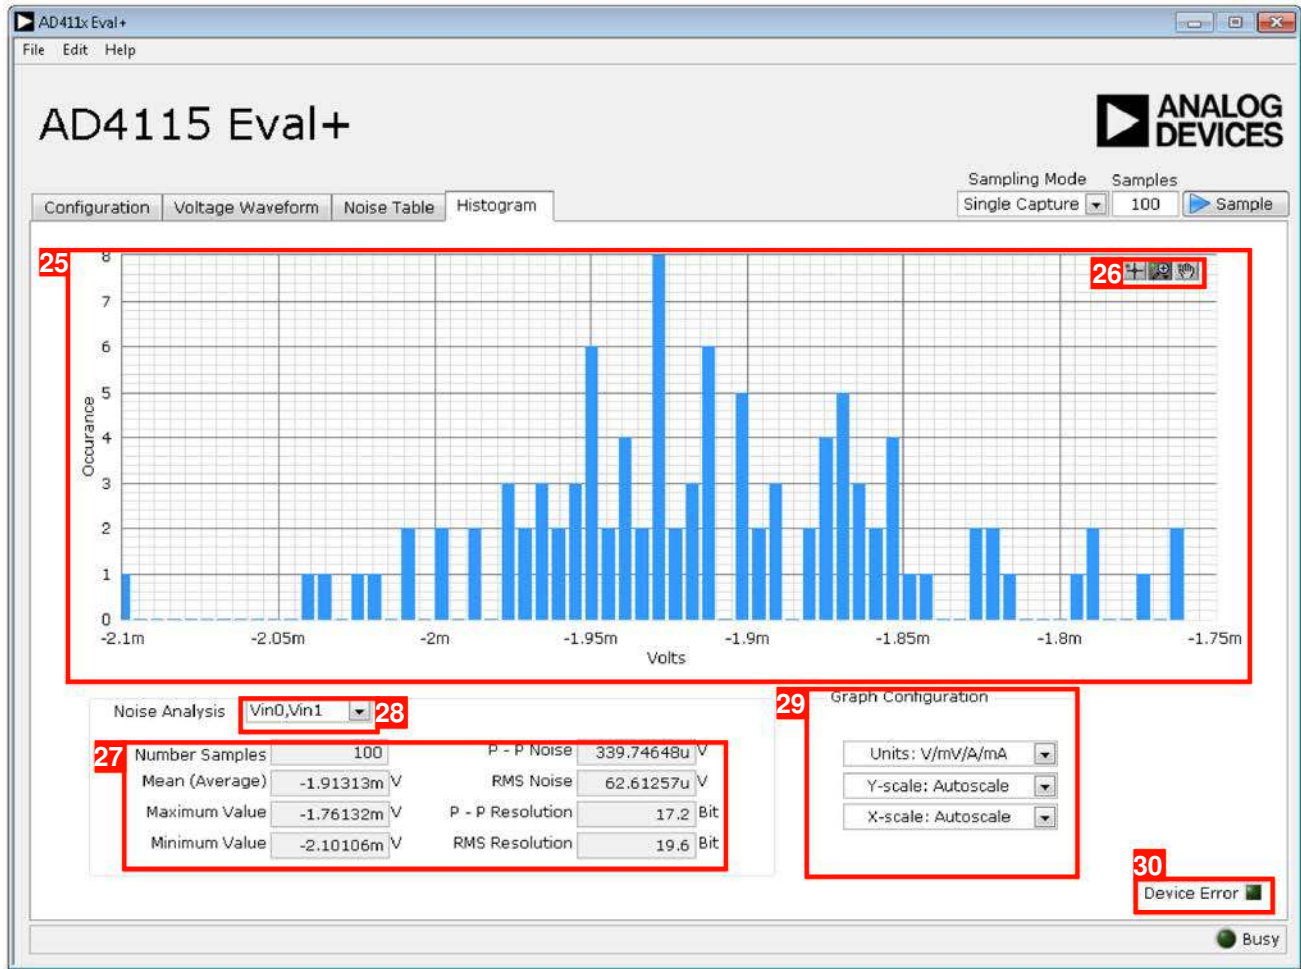 AD411x Eval+
File Edit Help
AD4115 Eval+
ANALOG
DEVICES
Sampling Mode Samples
Configuration Voltage Waveform Noise Table Histogram Single Capture 100 Sample
25
26
8
7
6
5
4
3
2
1
0
Occurance
-2.1m -2.05m -2m -1.95m -1.9m -1.85m -1.8m -1.75m
Volts
Noise Analysis Vin0,Vin1 28
27
Number Samples 100 P - P Noise 339.74648u V
Mean (Average) -1.91313m V RMS Noise 62.61257u V
Maximum Value -1.76132m V P - P Resolution 17.2 Bit
Minimum Value -2.10106m V RMS Resolution 19.6 Bit
29
Graph Configuration
Units: V/mV/A/mA
Y-scale: Autoscale
X-scale: Autoscale
30
Device Error
Busy